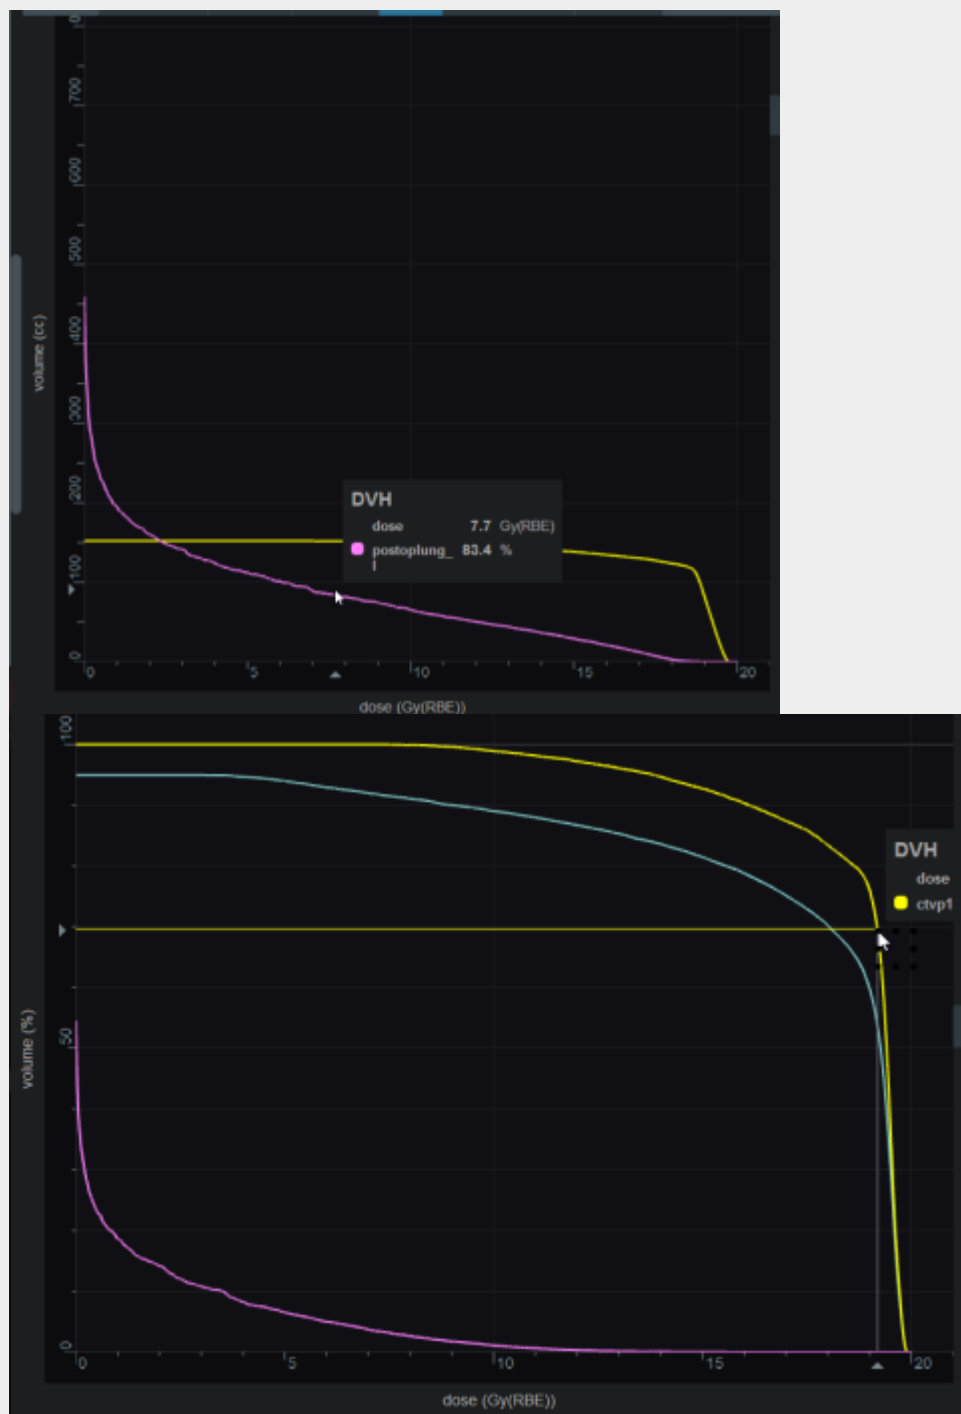 700
600
500
400
300
200
100
0
volume (cc)
DVH
dose 7.7 Gy(RBE)
postoplung_ 83.4 %
l
0 5 10 15 20
dose (Gy(RBE))
100
50
0
volume (%)
DVH
dose
ctvp1
0 5 10 15 20
dose (Gy(RBE))